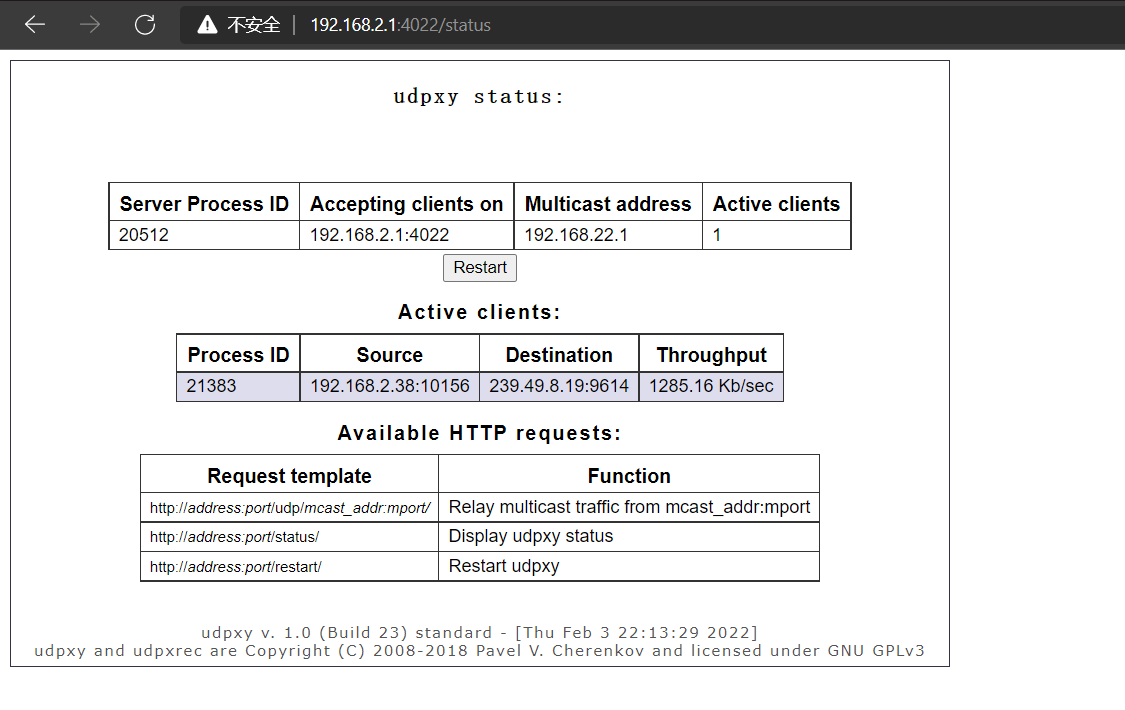 不安全 192.168.2.1:4022/status
udpxy status:
Server Process ID Accepting clients on Multicast address Active clients
20512 192.168.2.1:4022 192.168.22.1 1
Restart
Active clients:
Process ID Source Destination Throughput
21383 192.168.2.38:10156 239.49.8.19:9614 1285.16 Kb/sec
Available HTTP requests:
Request template Function
http://address:port/udp/mcast_addr:mport/ Relay multicast traffic from mcast_addr:mport
http://address:port/status/ Display udpxy status
http://address:port/restart/ Restart udpxy
udpxy v. 1.0 (Build 23) standard - [Thu Feb 3 22:13:29 2022]
udpxy and udpxrec are Copyright (C) 2008-2018 Pavel V. Cherenkov and licensed under GNU GPLv3